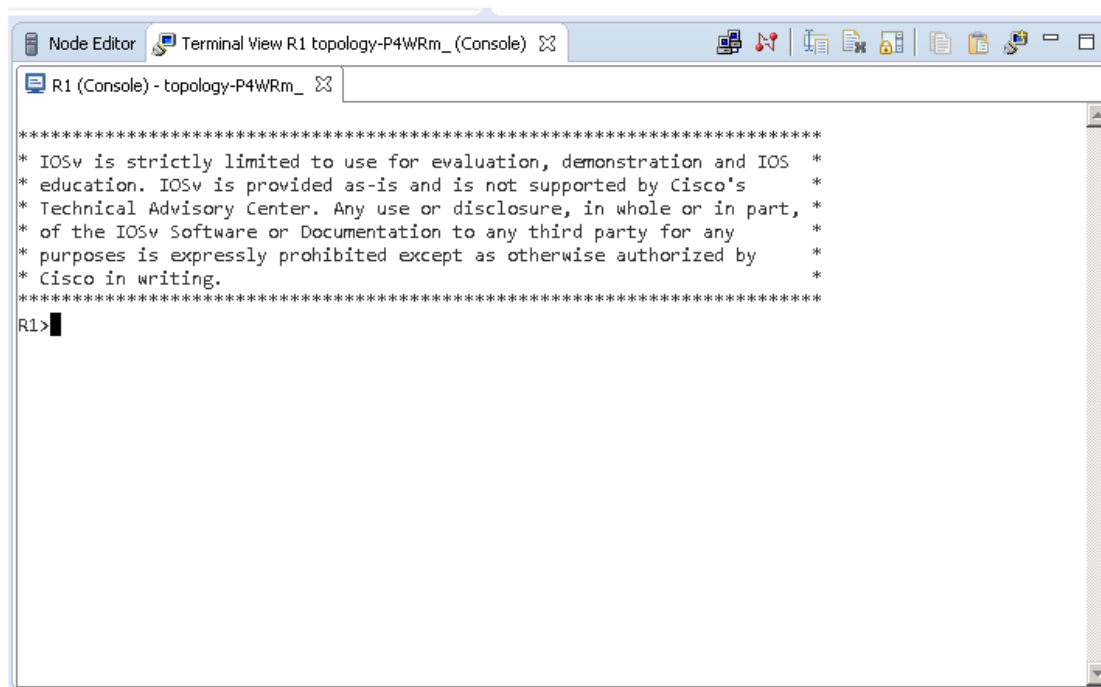 Node Editor
Terminal View R1 topology-P4WRm_ (Console)
R1 (Console) - topology-P4WRm_
**************************************************************************
* IOSv is strictly limited to use for evaluation, demonstration and IOS  *
* education. IOSv is provided as-is and is not supported by Cisco's      *
* Technical Advisory Center. Any use or disclosure, in whole or in part, *
* of the IOSv Software or Documentation to any third party for any       *
* purposes is expressly prohibited except as otherwise authorized by     *
* Cisco in writing.                                                      *
**************************************************************************
R1>